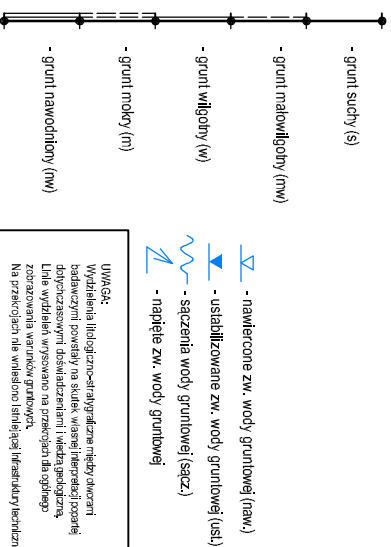 - grunt suchy (s)
- grunt małowilgotny (mw)
- grunt wilgotny (w)
- grunt mokry (m)
- grunt nawodniony (nw)
- nawiercone zw. wody gruntowej (naw.)
- ustabilizowane zw. wody gruntowej (ust.)
- sączenia wody gruntowej (sącz.)
- napięte zw. wody gruntowej
UWAGA:
Wydzielenia litologiczno-stratygraficzne między otworami
badawczymi powstały na skutek własnej interpretacji popartej
dotychczasowymi doświadczeniami i wiedzą geologiczną.
Linie wydzieleń wrysowano na przekrojach dla ogólnego
zobrazowania warunków gruntowych.
Na przekrojach nie wniesiono istniejącej infrastruktury techniczn